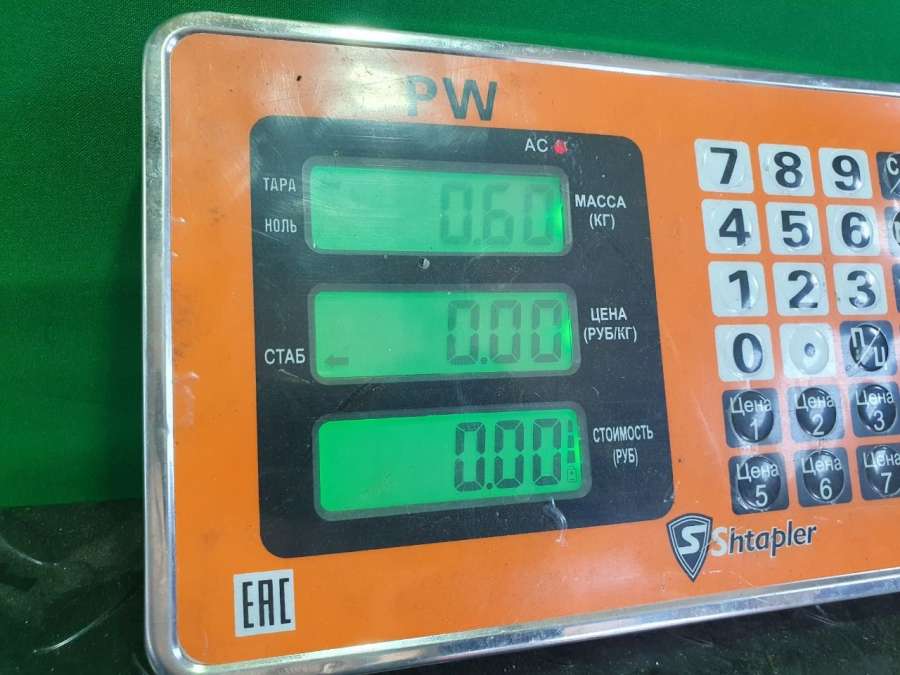 PW
AC
ТАРА
НОЛЬ
0.60
МАССА
(КГ)
СТАБ
0.00
ЦЕНА
(РУБ/КГ)
0.00
СТОИМОСТЬ
(РУБ)
7 8 9
4 5 6
1 2 3
0 П/Ц
Цена 1
Цена 2
Цена 3
Цена 5
Цена 6
Цена 7
S Shtapler
EAC